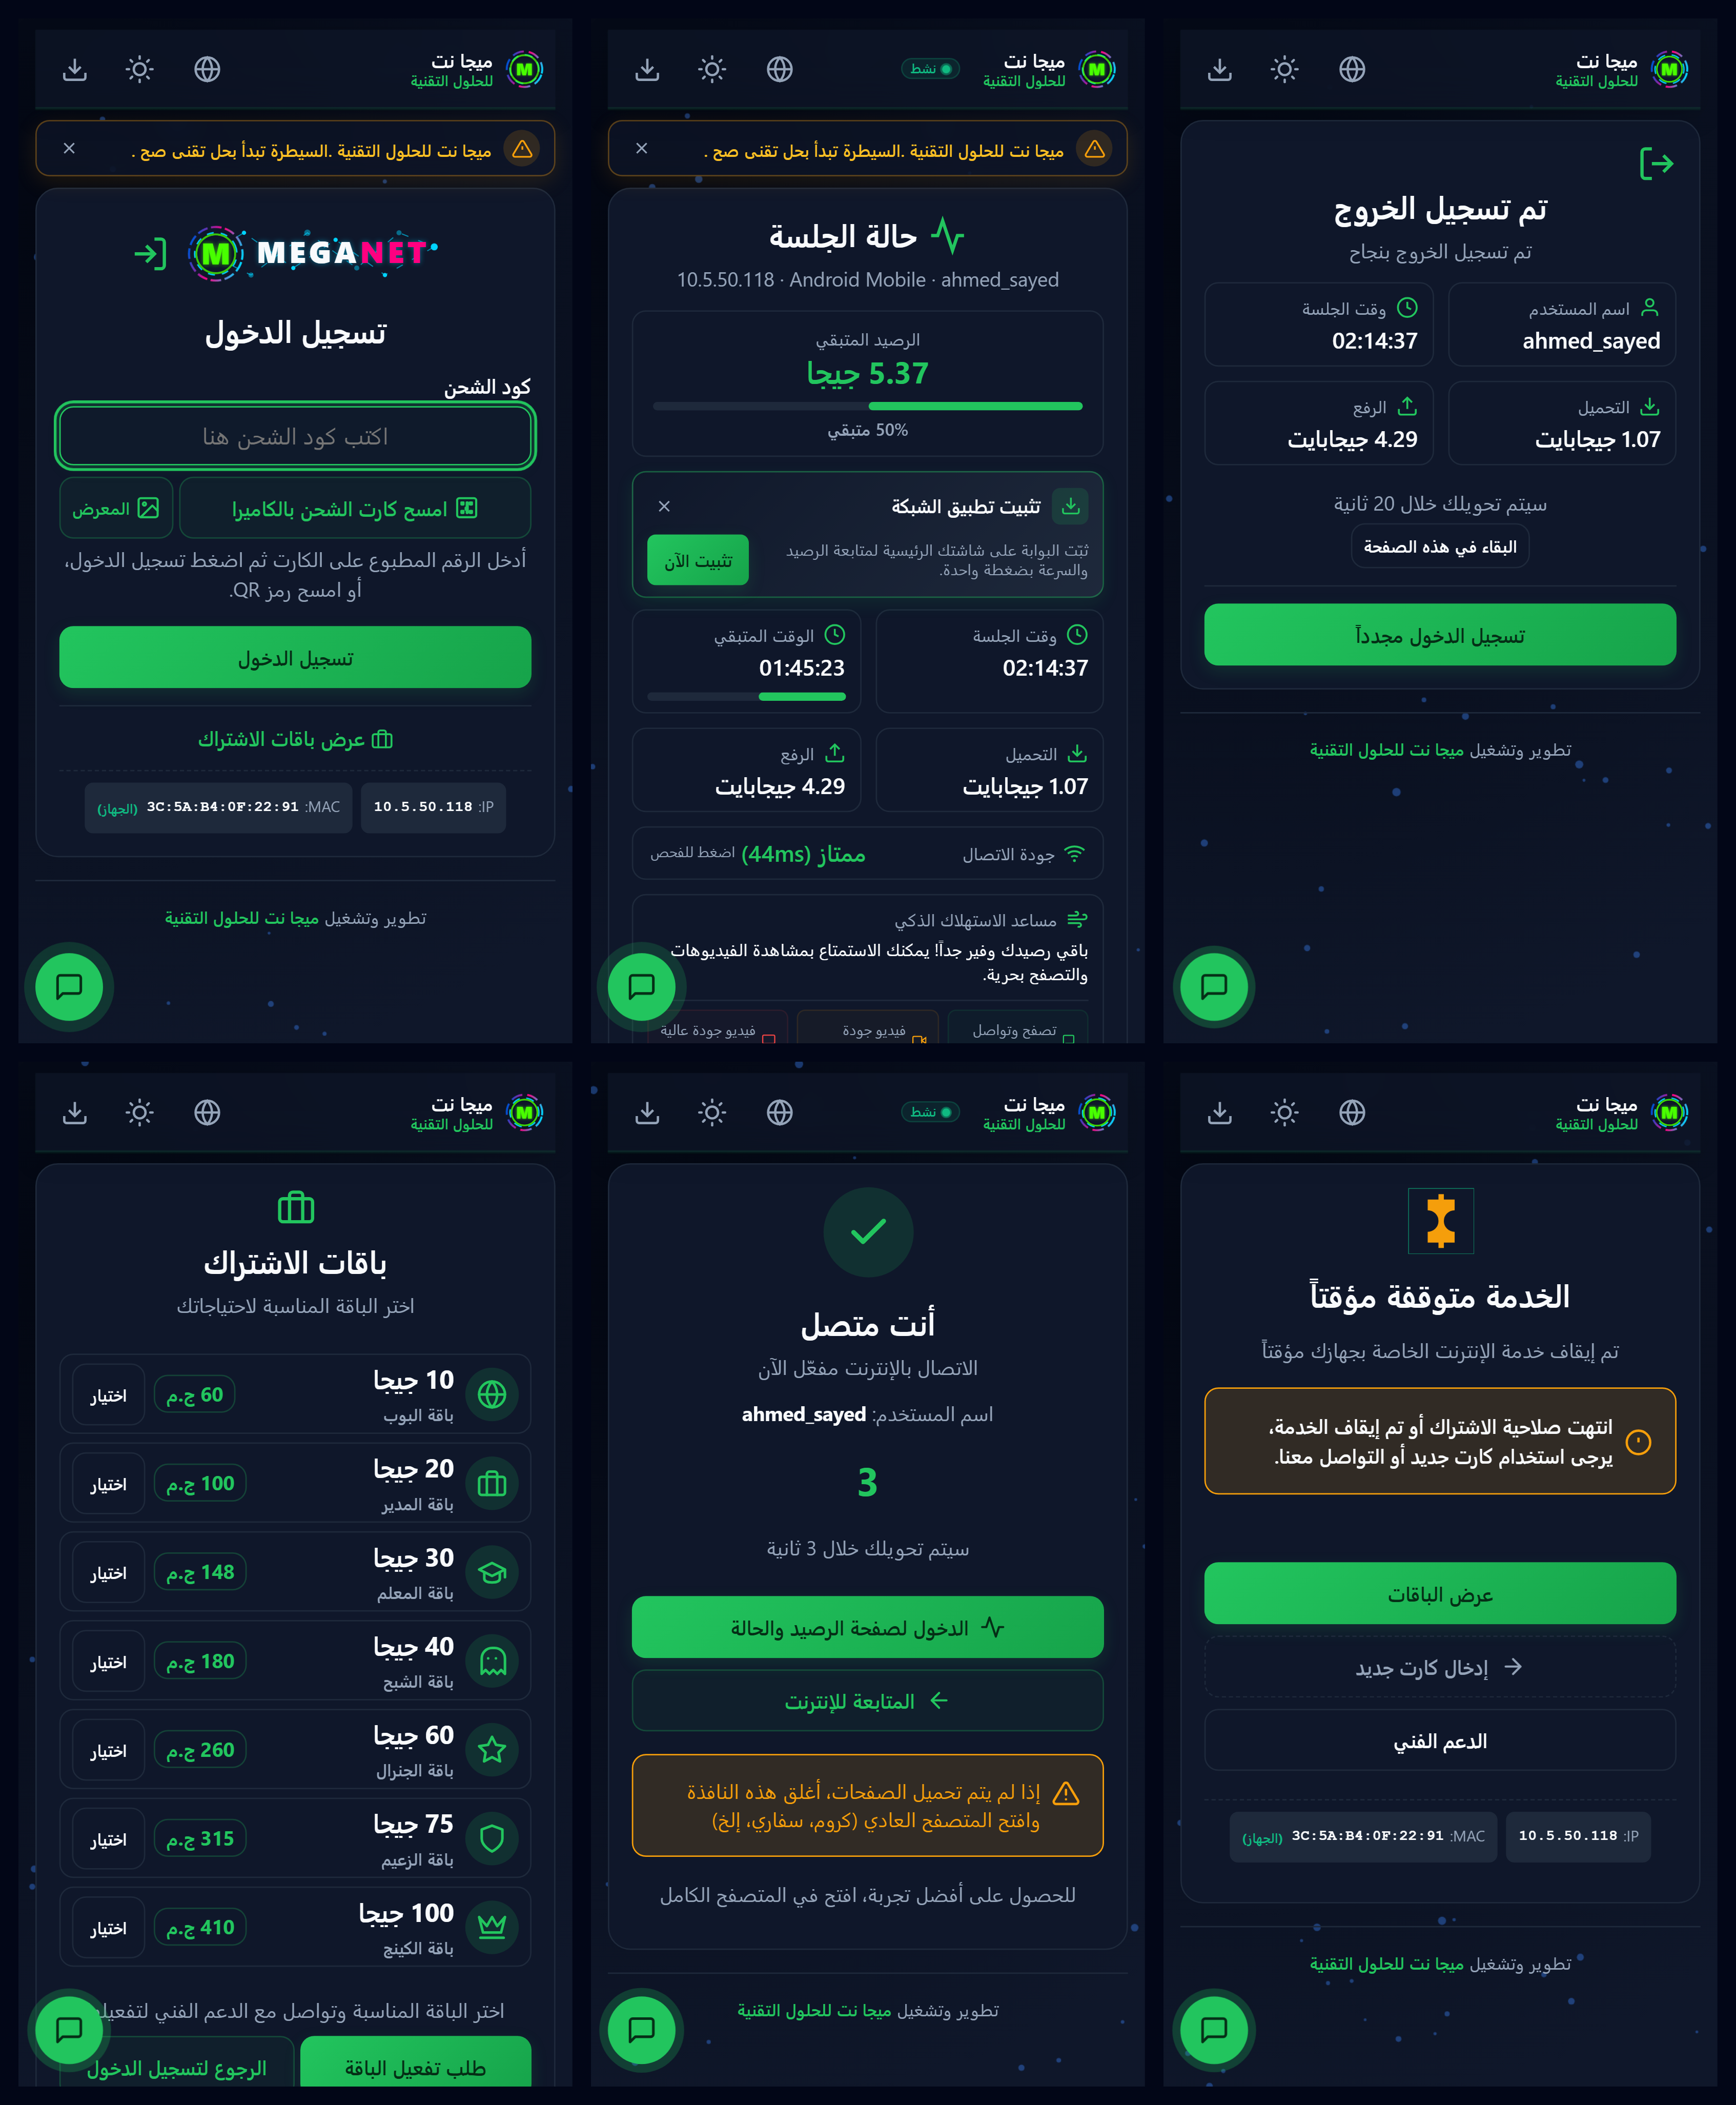 ميجا نت
للحلول التقنية
ميجا نت للحلول التقنية .السيطرة تبدأ بحل تقنى صح .
M MEGANET
تسجيل الدخول
كود الشحن
اكتب كود الشحن هنا
امسح كارت الشحن بالكاميرا
المعرض
أدخل الرقم المطبوع على الكارت ثم اضغط تسجيل الدخول،
أو امسح رمز QR.
تسجيل الدخول
عرض باقات الاشتراك
IP: 10.5.50.118
MAC: 3C:5A:B4:0F:22:91 (الجهاز)
تطوير وتشغيل ميجا نت للحلول التقنية
ميجا نت
للحلول التقنية
نشط
ميجا نت للحلول التقنية .السيطرة تبدأ بحل تقنى صح .
حالة الجلسة
10.5.50.118 · Android Mobile · ahmed_sayed
الرصيد المتبقي
5.37 جيجا
50% متبقي
تثبيت تطبيق الشبكة
ثبّت البوابة على شاشتك الرئيسية لمتابعة الرصيد
والسرعة بضغطة واحدة.
تثبيت الآن
وقت الجلسة
02:14:37
الوقت المتبقي
01:45:23
التحميل
1.07 جيجابايت
الرفع
4.29 جيجابايت
جودة الاتصال
ممتاز (44ms) اضغط للفحص
مساعد الاستهلاك الذكي
باقي رصيدك وفير جداً! يمكنك الاستمتاع بمشاهدة الفيديوهات
والتصفح بحرية.
تصفح وتواصل
فيديو جودة
فيديو جودة عالية
ميجا نت
للحلول التقنية
تم تسجيل الخروج
تم تسجيل الخروج بنجاح
اسم المستخدم
ahmed_sayed
وقت الجلسة
02:14:37
التحميل
1.07 جيجابايت
الرفع
4.29 جيجابايت
سيتم تحويلك خلال 20 ثانية
البقاء في هذه الصفحة
تسجيل الدخول مجدداً
تطوير وتشغيل ميجا نت للحلول التقنية
ميجا نت
للحلول التقنية
باقات الاشتراك
اختر الباقة المناسبة لاحتياجاتك
10 جيجا
باقة البوب
60 ج.م
اختيار
20 جيجا
باقة المدير
100 ج.م
اختيار
30 جيجا
باقة المعلم
148 ج.م
اختيار
40 جيجا
باقة الشبح
180 ج.م
اختيار
60 جيجا
باقة الجنرال
260 ج.م
اختيار
75 جيجا
باقة الزعيم
315 ج.م
اختيار
100 جيجا
باقة الكينج
410 ج.م
اختيار
اختر الباقة المناسبة وتواصل مع الدعم الفني
طلب تفعيل الباقة
الرجوع لتسجيل الدخول
ميجا نت
للحلول التقنية
نشط
أنت متصل
الاتصال بالإنترنت مفعّل الآن
اسم المستخدم: ahmed_sayed
3
سيتم تحويلك خلال 3 ثانية
الدخول لصفحة الرصيد والحالة
المتابعة للإنترنت
إذا لم يتم تحميل الصفحات، أغلق هذه النافذة
وافتح المتصفح العادي (كروم، سفاري، إلخ)
للحصول على أفضل تجربة، افتح في المتصفح الكامل
تطوير وتشغيل ميجا نت للحلول التقنية
ميجا نت
للحلول التقنية
الخدمة متوقفة مؤقتاً
تم إيقاف خدمة الإنترنت الخاصة بجهازك مؤقتاً
انتهت صلاحية الاشتراك أو تم إيقاف الخدمة،
يرجى استخدام كارت جديد أو التواصل معنا.
عرض الباقات
إدخال كارت جديد
الدعم الفني
IP: 10.5.50.118
MAC: 3C:5A:B4:0F:22:91 (الجهاز)
تطوير وتشغيل ميجا نت للحلول التقنية